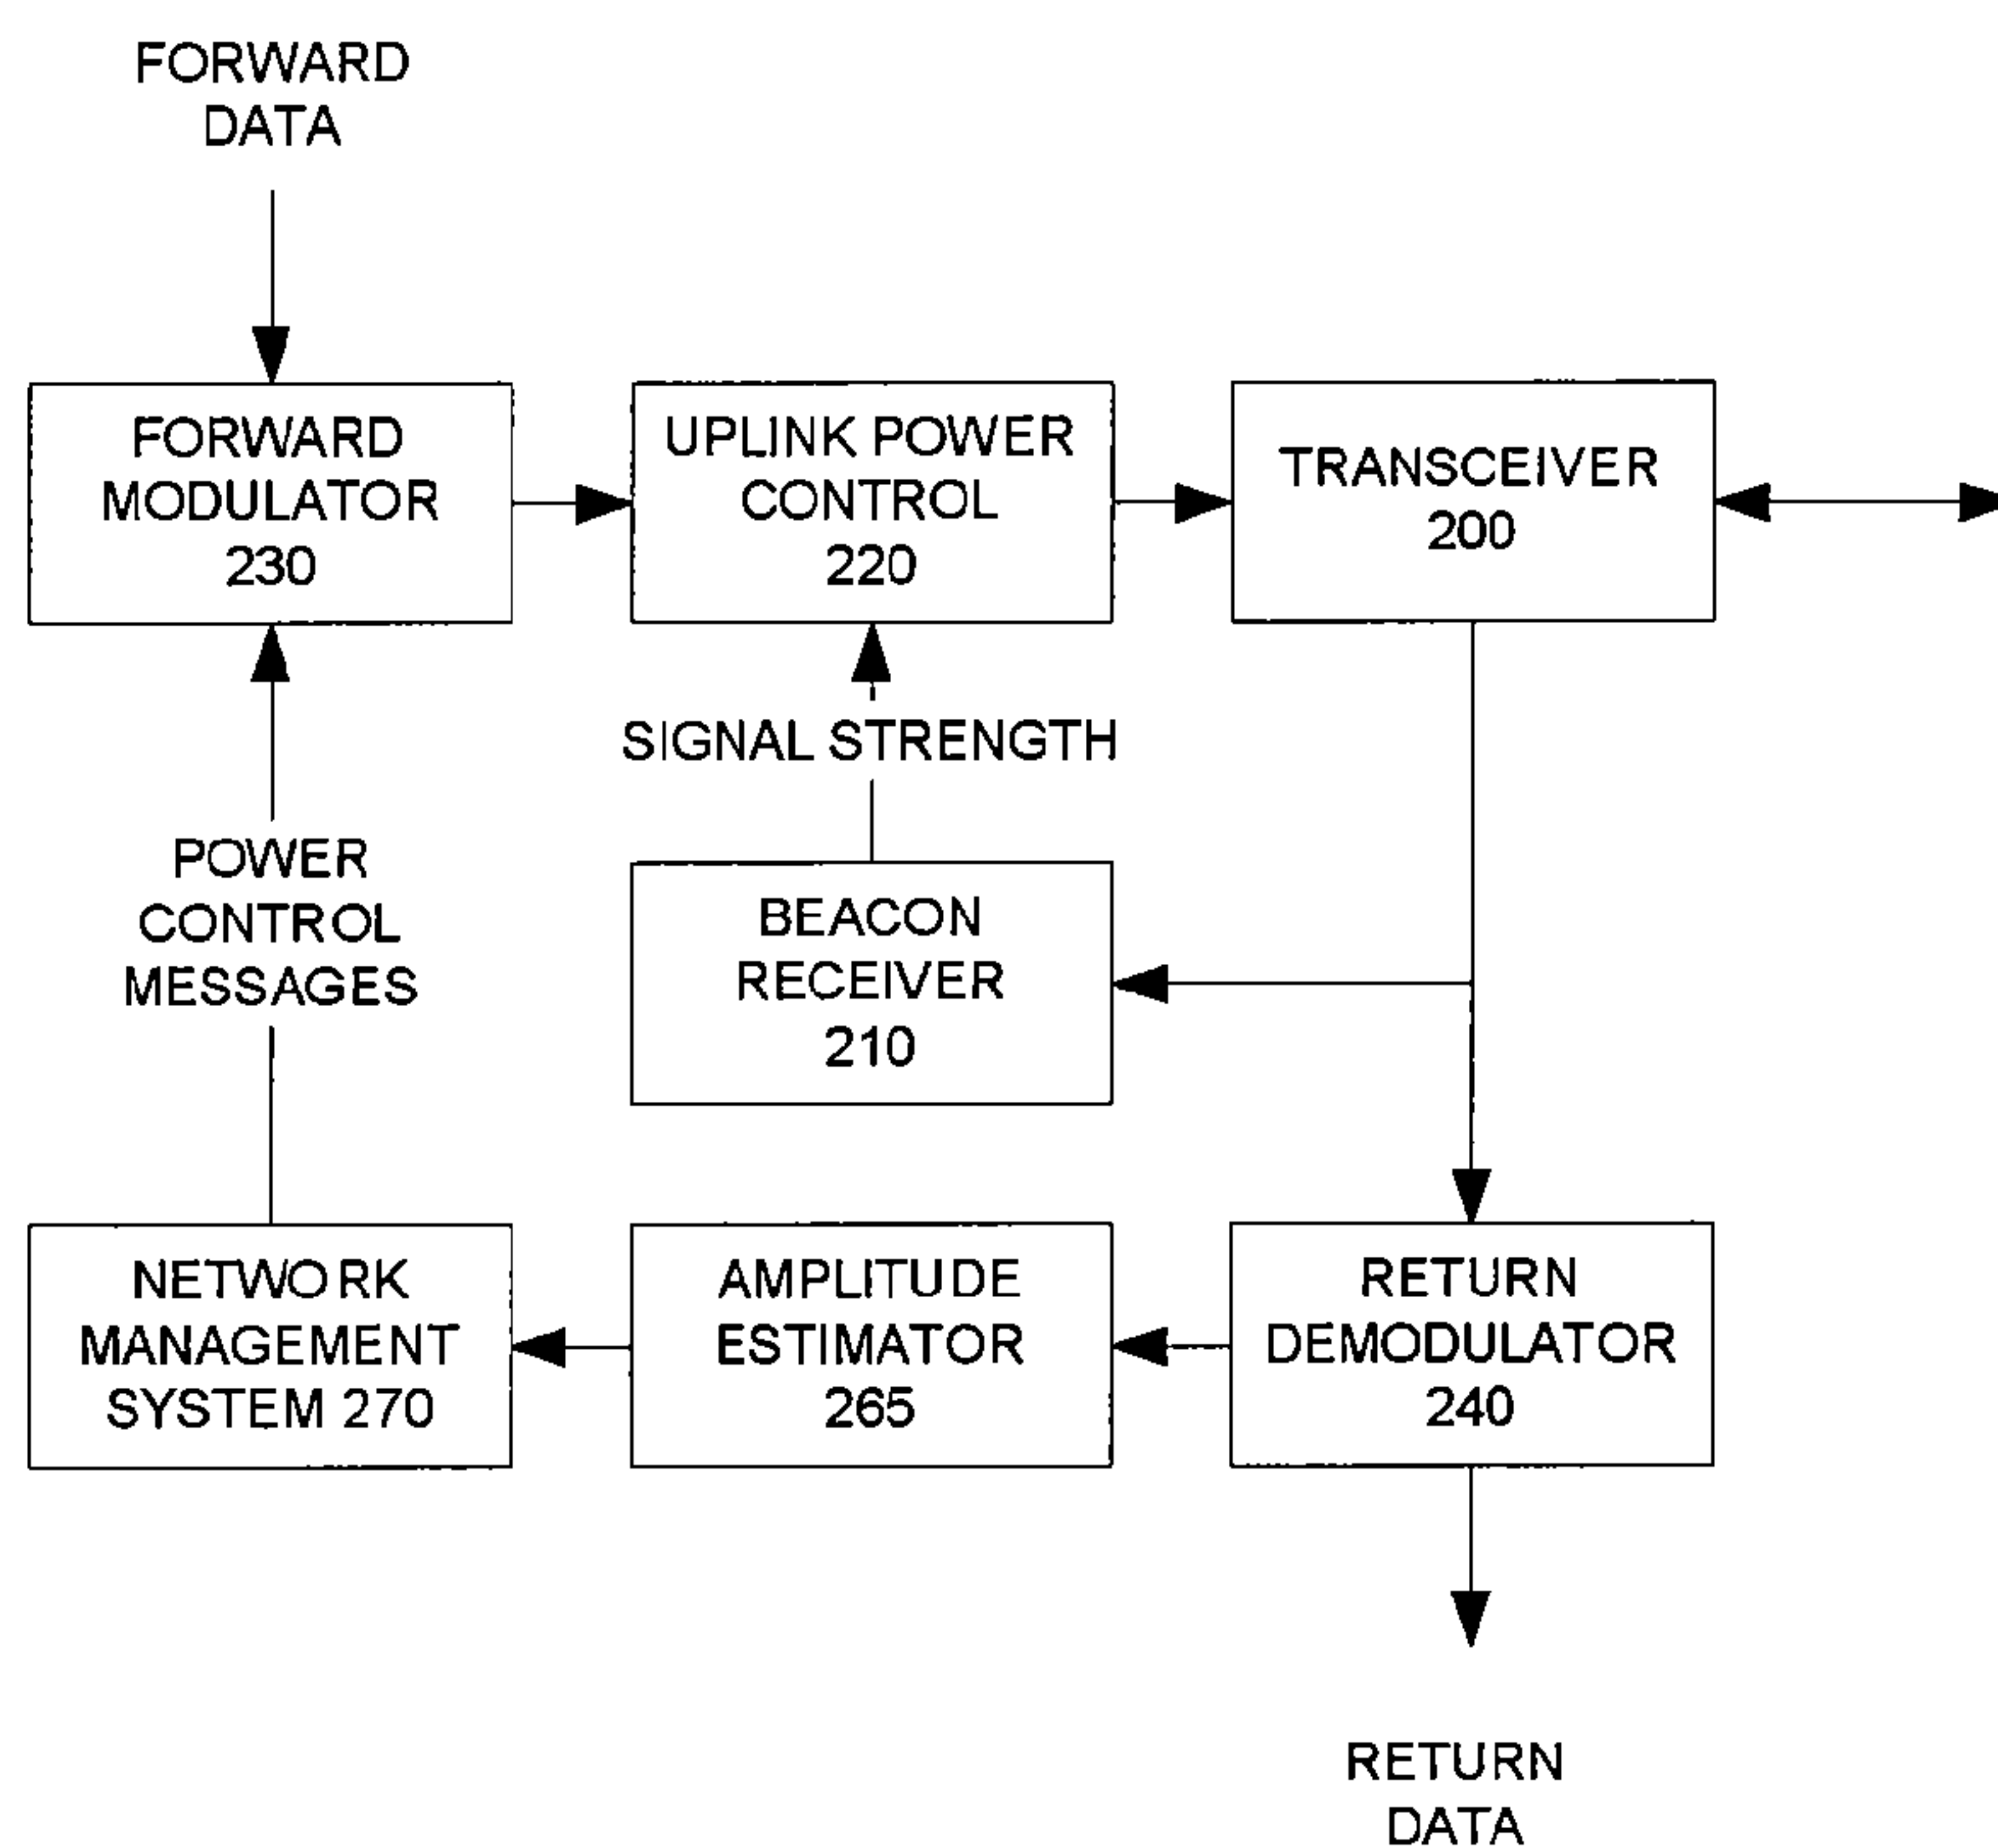 FORWARD
DATA
FORWARD
MODULATOR
230
UPLINK POWER
CONTROL
220
TRANSCEIVER
200
SIGNAL STRENGTH
POWER
CONTROL
MESSAGES
BEACON
RECEIVER
210
NETWORK
MANAGEMENT
SYSTEM 270
AMPLITUDE
ESTIMATOR
265
RETURN
DEMODULATOR
240
RETURN
DATA